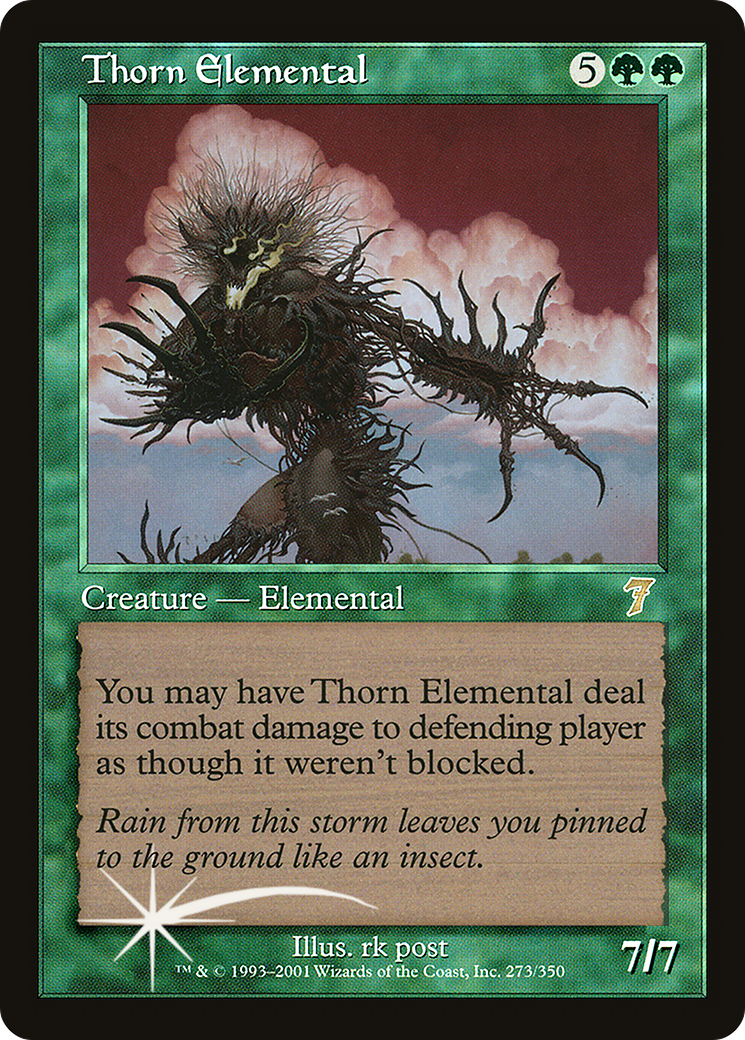 Thorn Elemental 5
Creature — Elemental 7
You may have Thorn Elemental deal
its combat damage to defending player
as though it weren't blocked.
Rain from this storm leaves you pinned
to the ground like an insect.
Illus. rk post
7/7
™ & © 1993–2001 Wizards of the Coast, Inc. 273/350